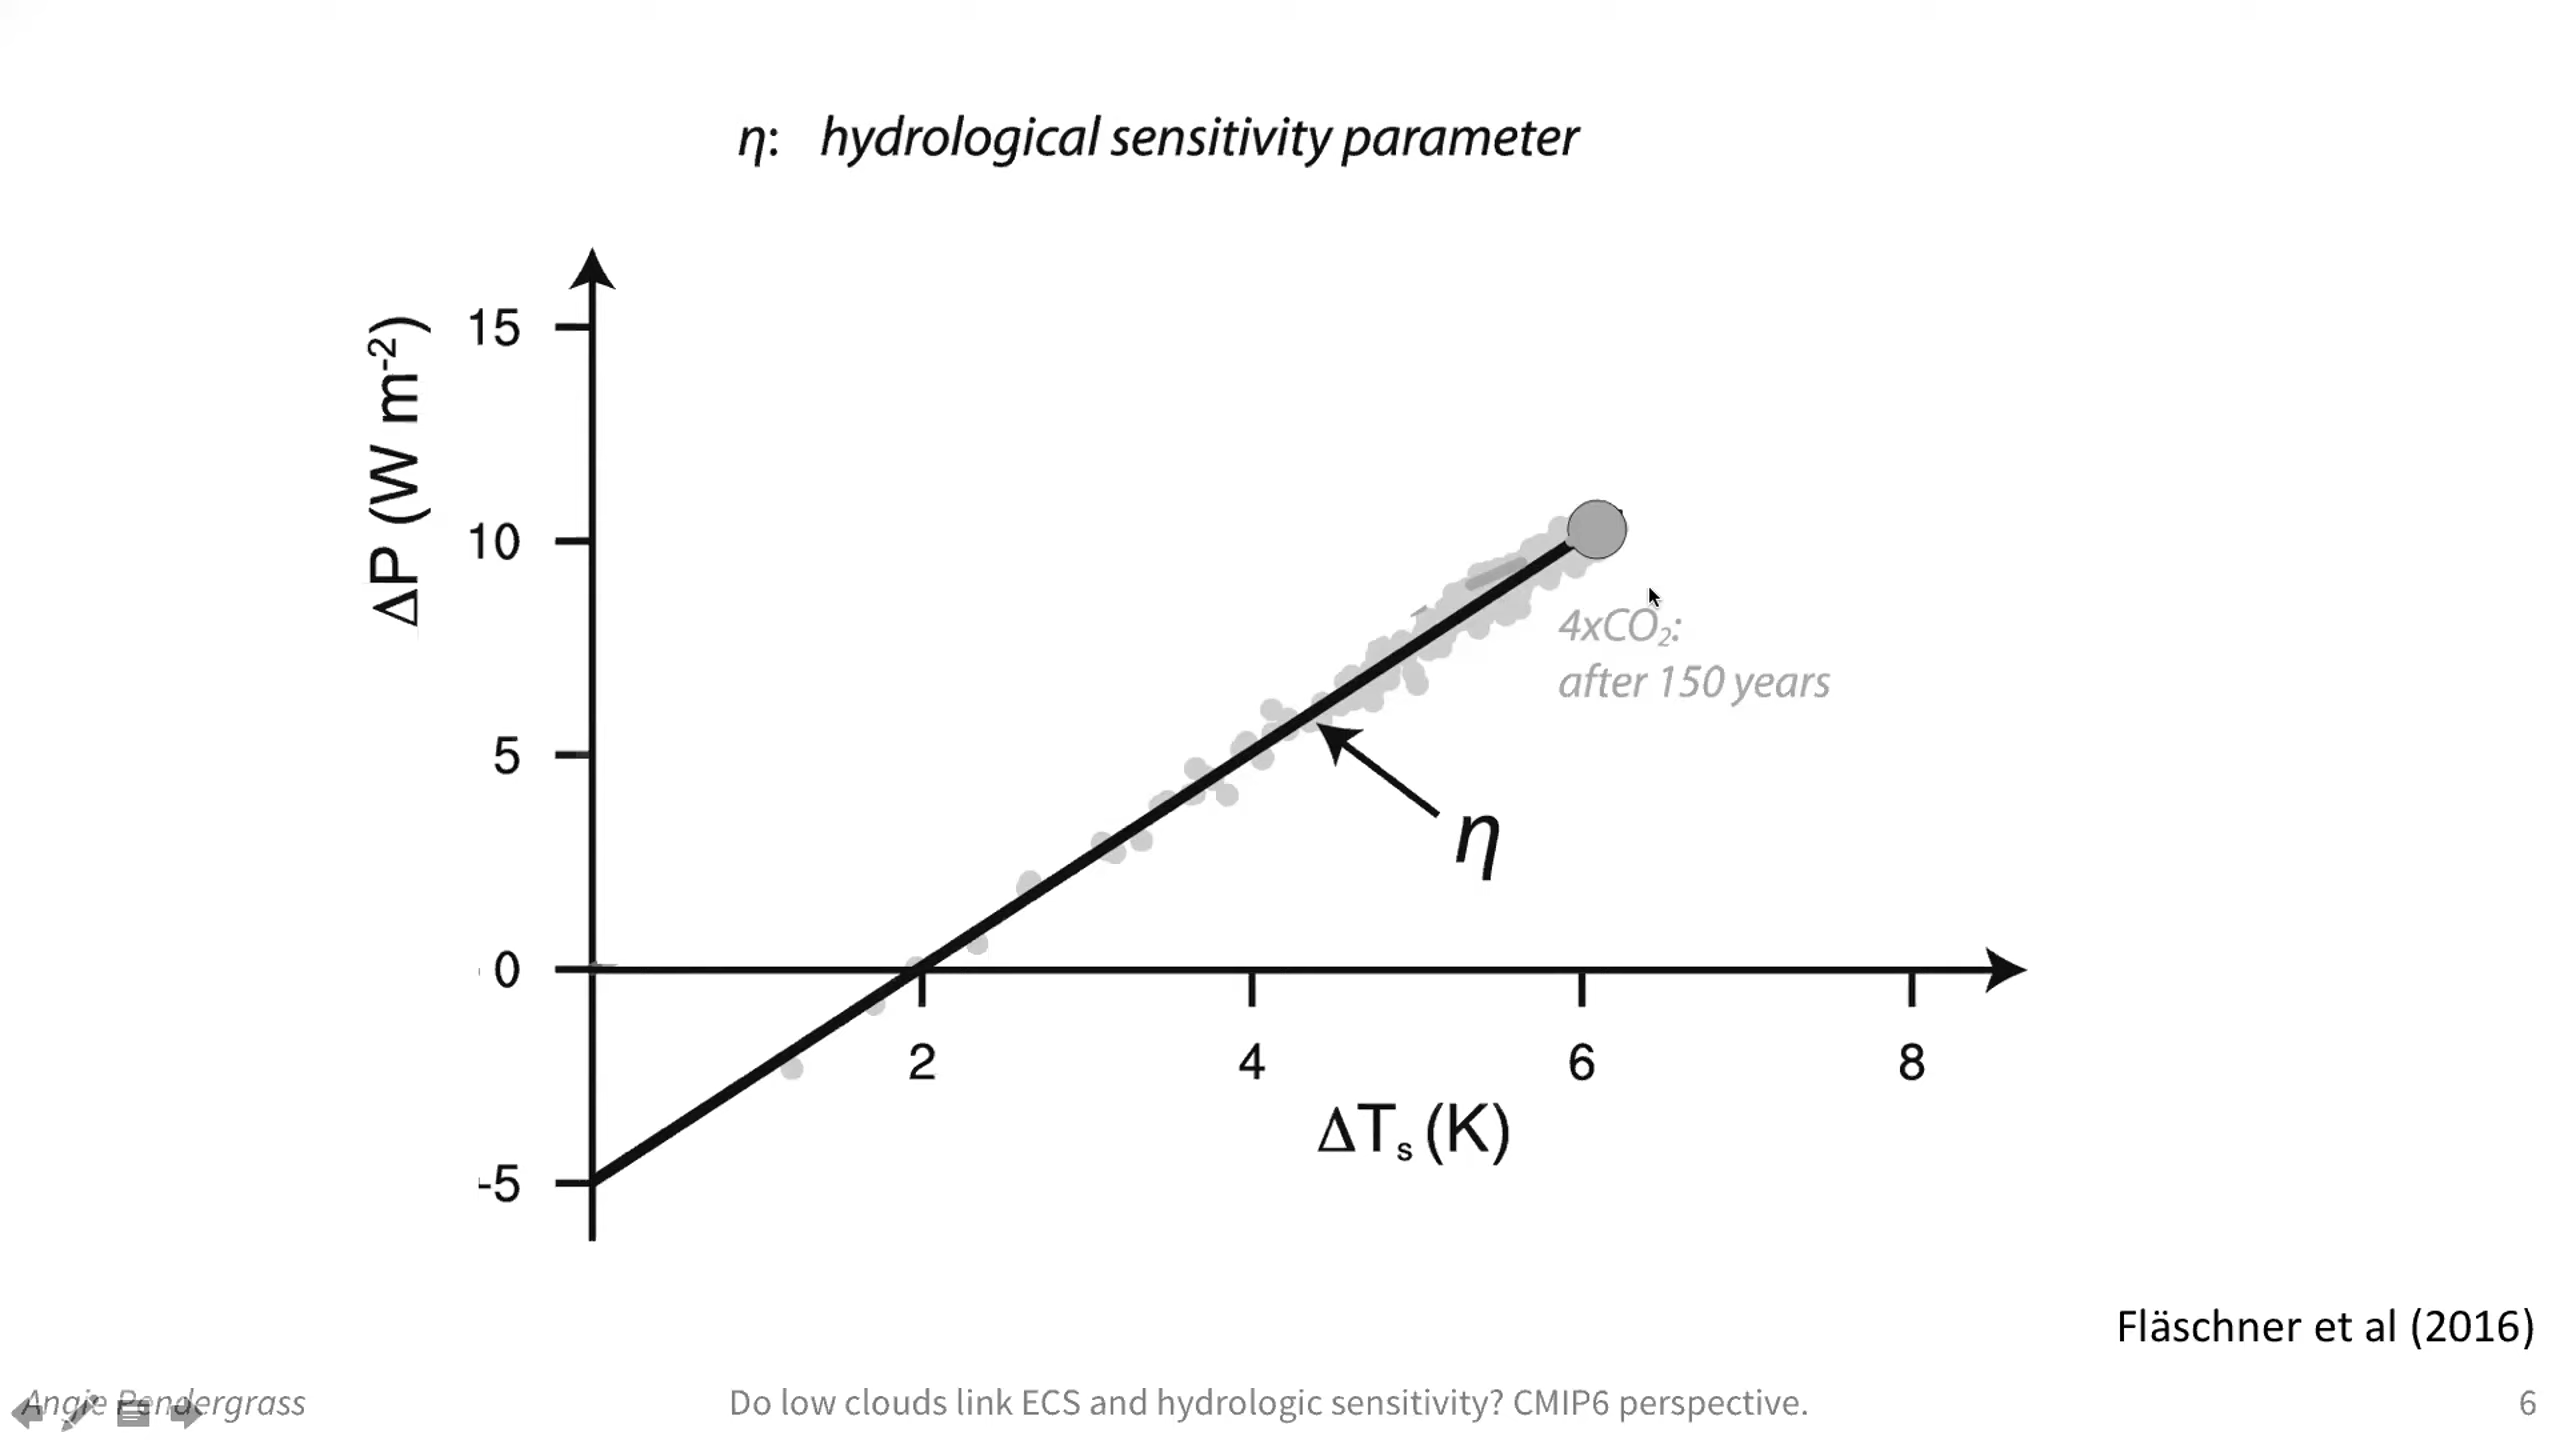 η: hydrological sensitivity parameter
ΔP (W m⁻²)
15
10
5
0
-5
4xCO₂:
after 150 years
η
2 4 6 8
ΔTₛ (K)
Fläschner et al (2016)
Angie Pendergrass
Do low clouds link ECS and hydrologic sensitivity? CMIP6 perspective.
6